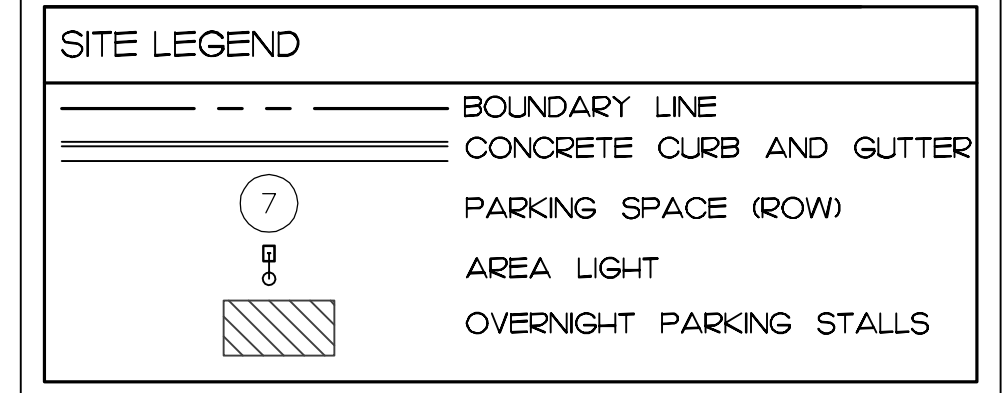 SITE LEGEND
BOUNDARY LINE
CONCRETE CURB AND GUTTER
7 PARKING SPACE (ROW)
AREA LIGHT
OVERNIGHT PARKING STALLS